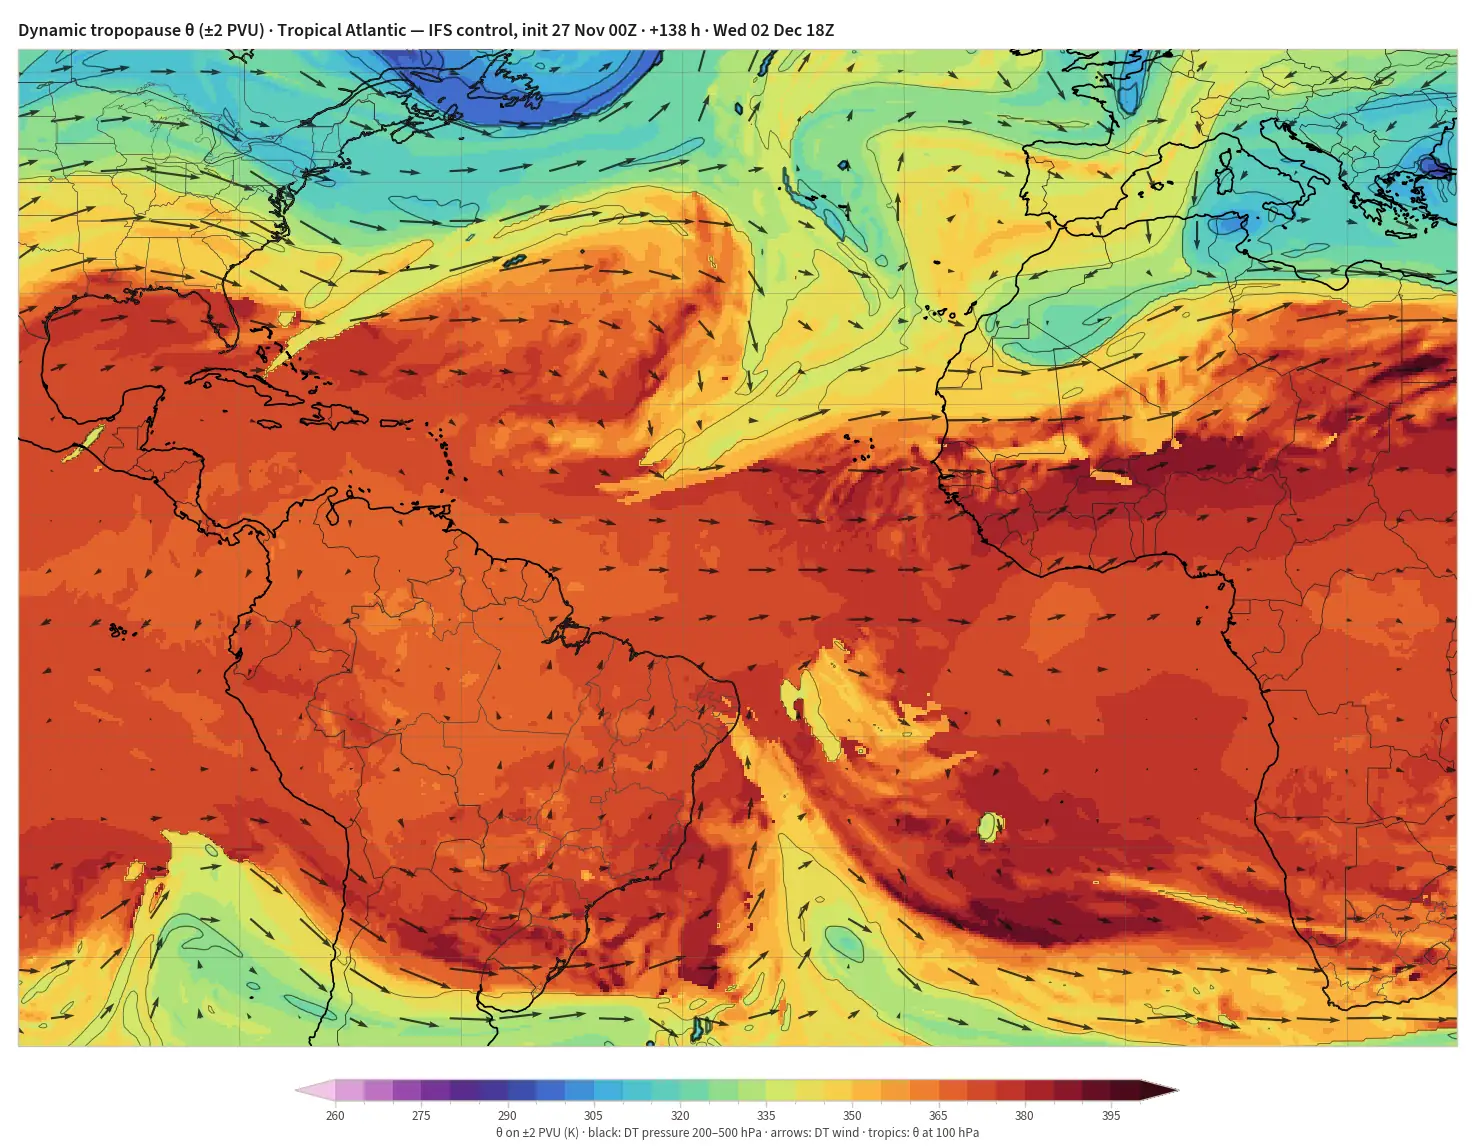 Dynamic tropopause θ (±2 PVU) · Tropical Atlantic — IFS control, init 27 Nov 00Z · +138 h · Wed 02 Dec 18Z
260 275 290 305 320 335 350 365 380 395
θ on ±2 PVU (K) · black: DT pressure 200–500 hPa · arrows: DT wind · tropics: θ at 100 hPa